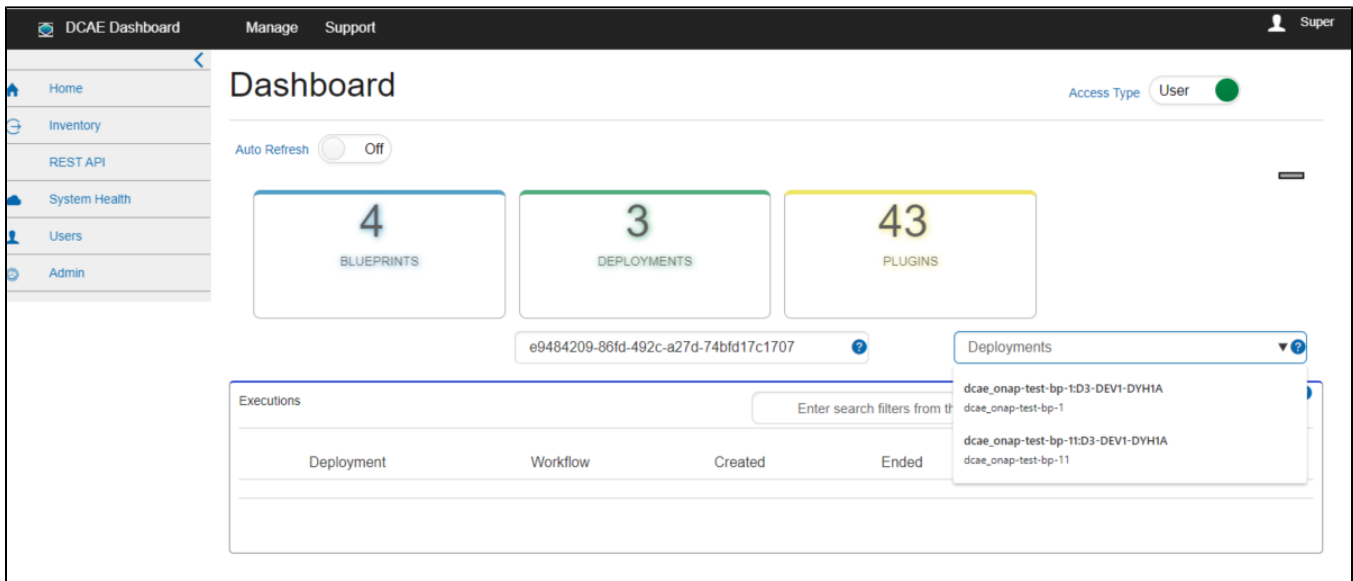 DCAE Dashboard
Manage
Support
Super
Home
Inventory
REST API
System Health
Users
Admin
Dashboard
Access Type
User
Auto Refresh
Off
4
BLUEPRINTS
3
DEPLOYMENTS
43
PLUGINS
e9484209-86fd-492c-a27d-74bfd17c1707
?
Deployments
?
Executions
Enter search filters from th
dcae_onap-test-bp-1:D3-DEV1-DYH1A
dcae_onap-test-bp-1
dcae_onap-test-bp-11:D3-DEV1-DYH1A
dcae_onap-test-bp-11
Deployment
Workflow
Created
Ended